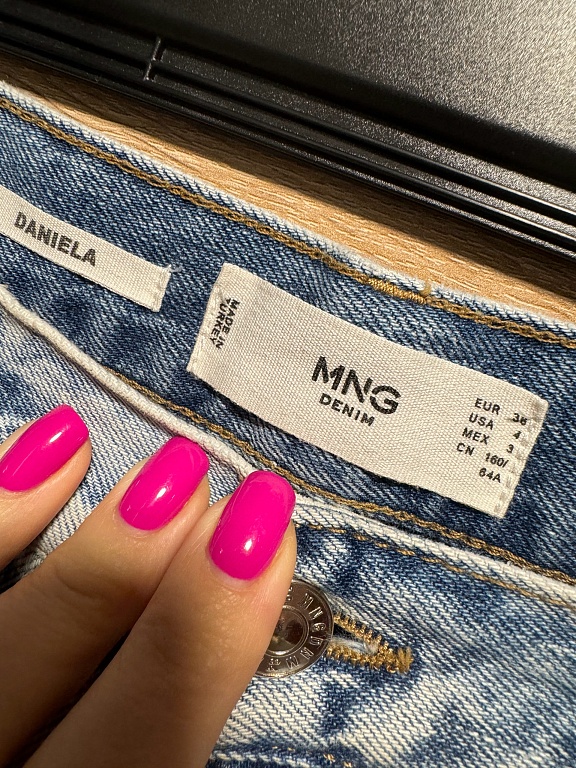 DANIELA
MADE IN
TURKEY
MNG
DENIM
EUR 36
USA 4
MEX 3
CN 160/
64A